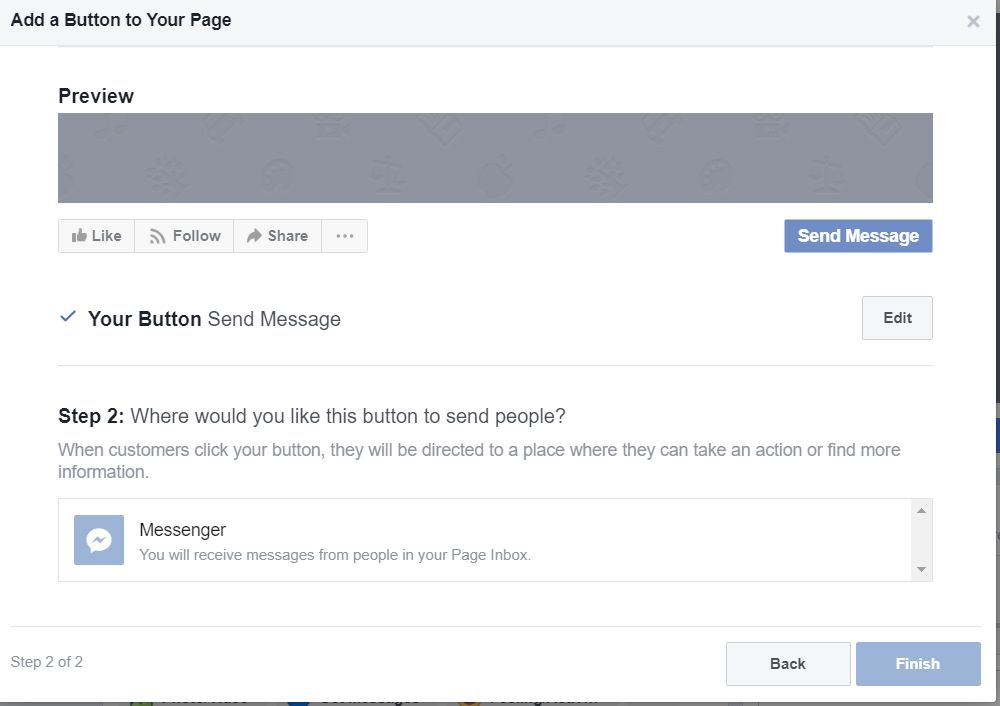 Add a Button to Your Page
Preview
Like Follow Share
Send Message
Your Button Send Message
Edit
Step 2: Where would you like this button to send people?
When customers click your button, they will be directed to a place where they can take an action or find more
information.
Messenger
You will receive messages from people in your Page Inbox.
Step 2 of 2
Back
Finish